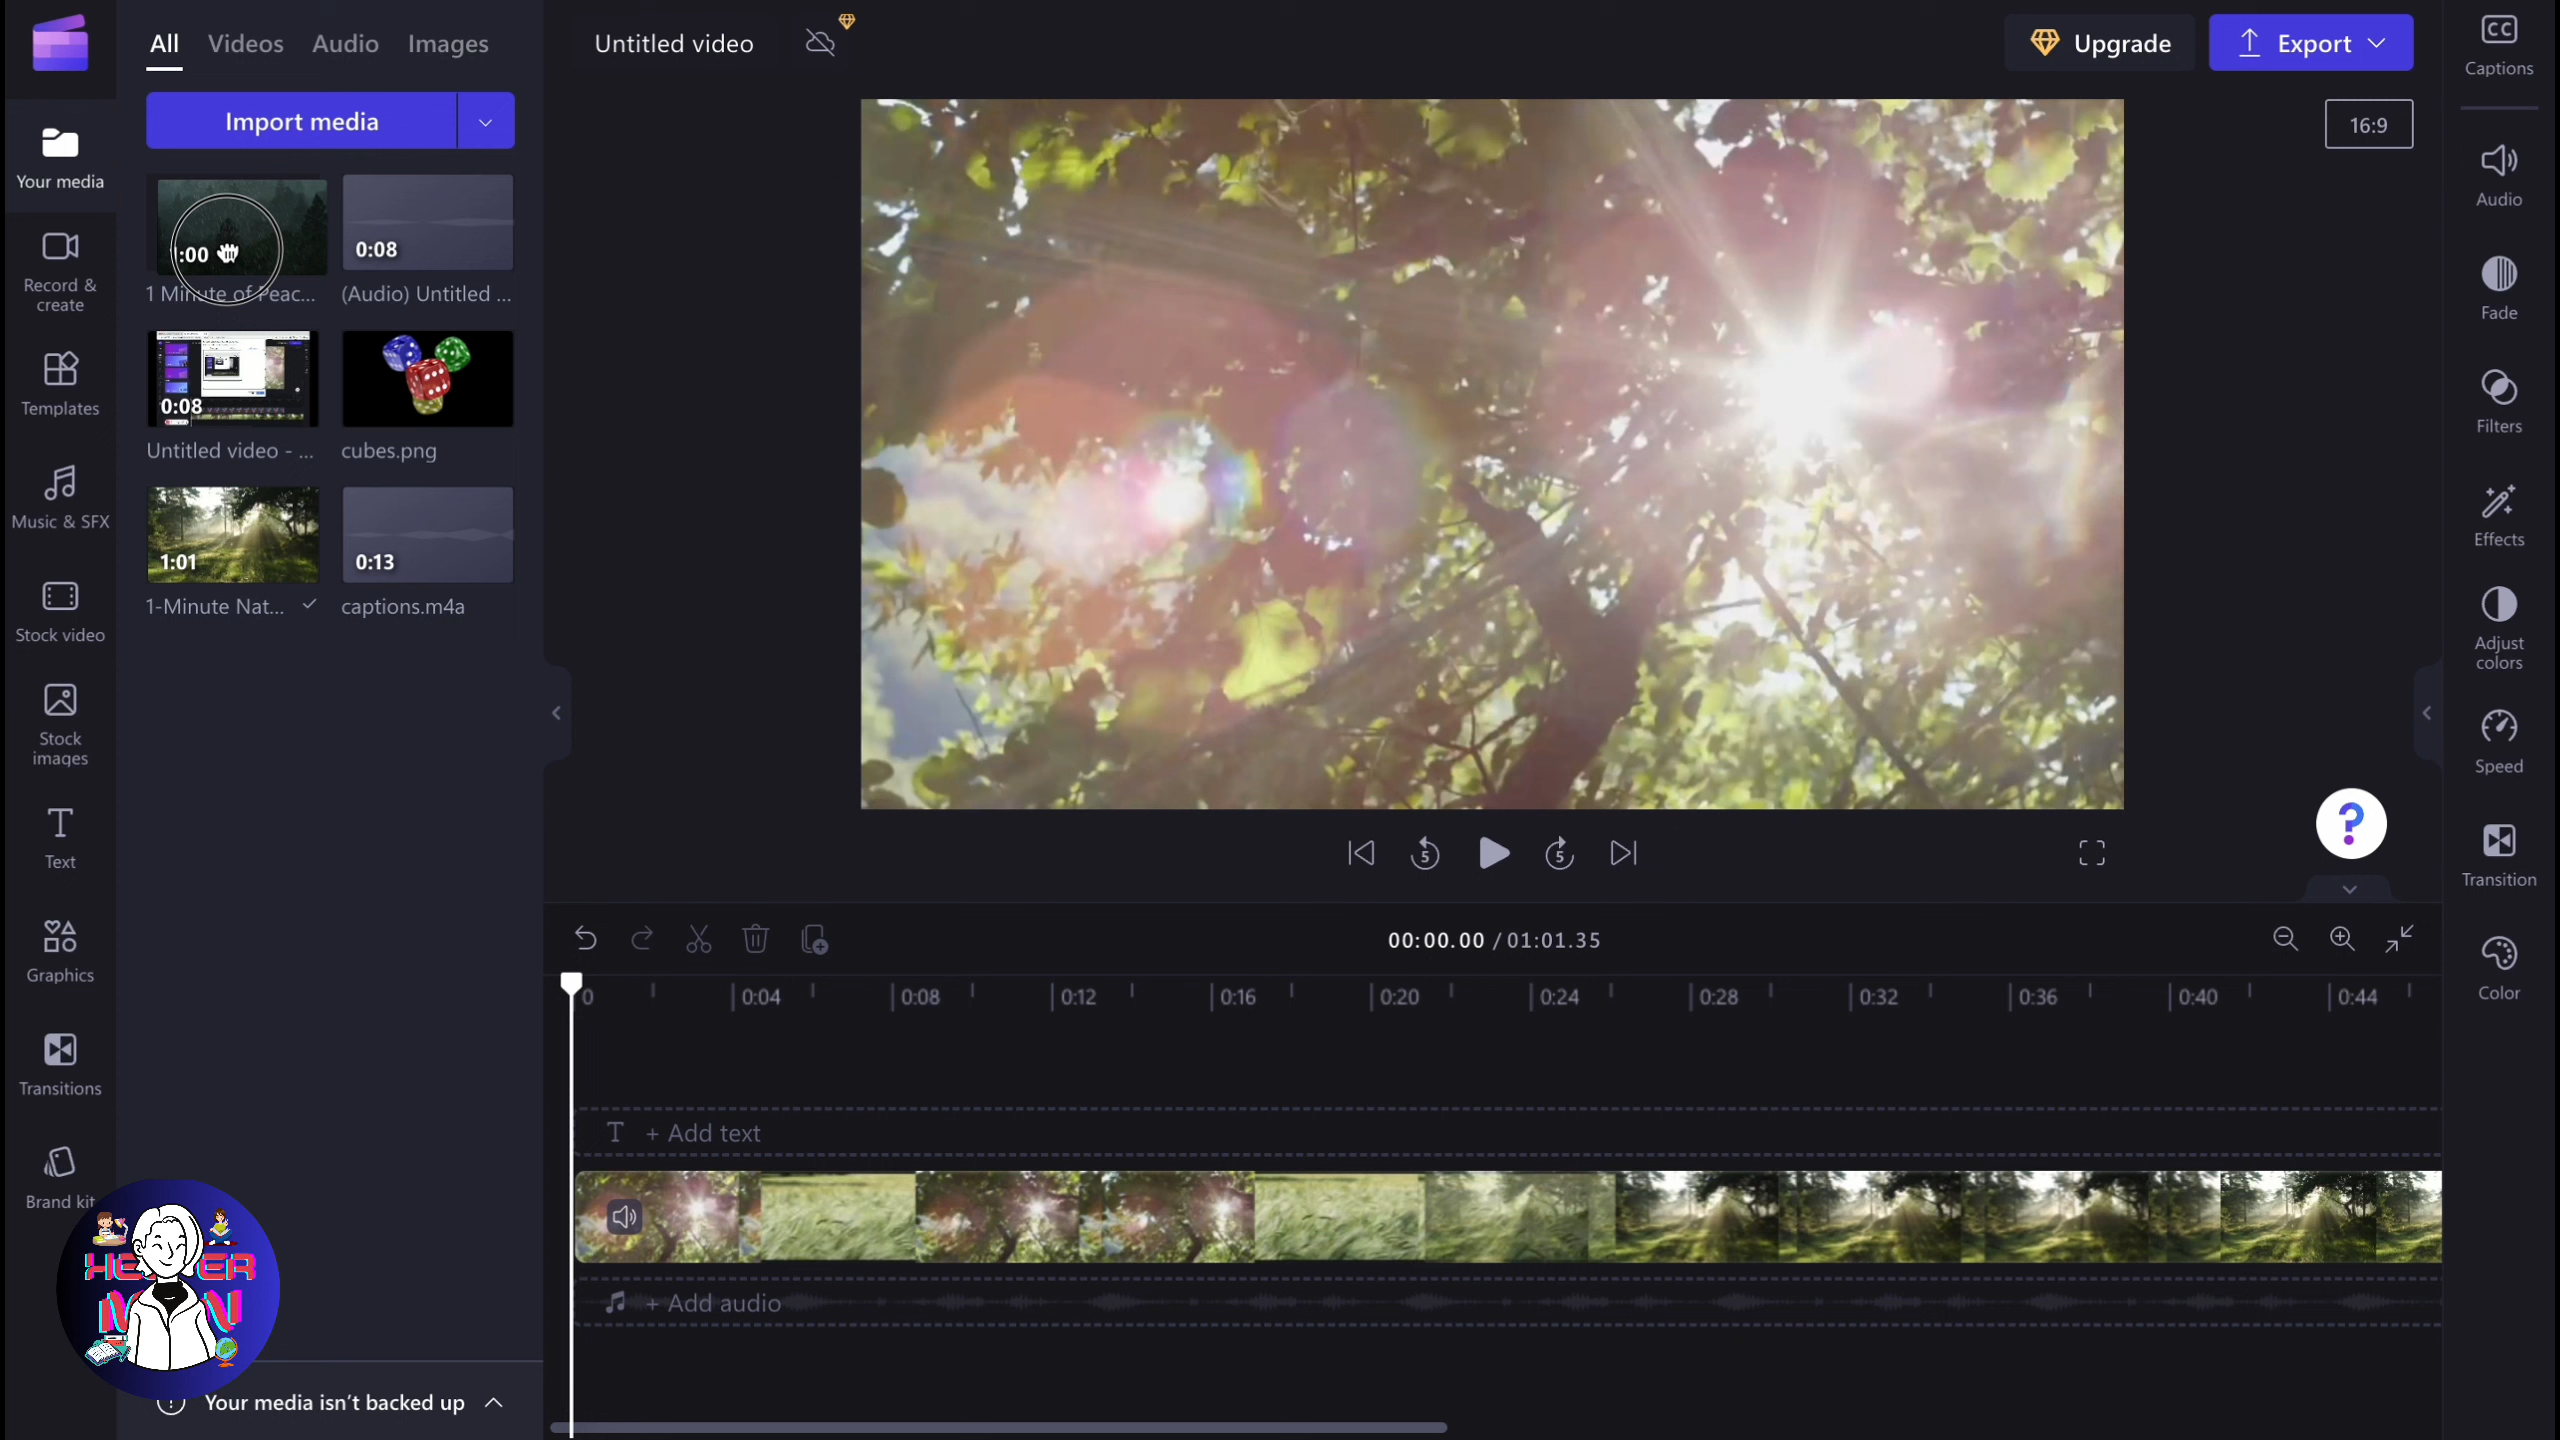 All Videos Audio Images
Import media
Your media
Record &
create
Templates
Music & SFX
Stock video
Stock
images
Text
Graphics
Transitions
Brand kit
:00
1 Minute of Peac...
0:08
(Audio) Untitled ...
0:08
Untitled video - ...
cubes.png
1:01
1-Minute Nat...
0:13
captions.m4a
Your media isn't backed up
Untitled video
Upgrade
Export
16:9
5
5
?
00:00.00 / 01:01.35
0 0:04 0:08 0:12 0:16 0:20 0:24 0:28 0:32 0:36 0:40 0:44
T + Add text
+ Add audio
CC
Captions
Audio
Fade
Filters
Effects
Adjust
colors
Speed
Transition
Color